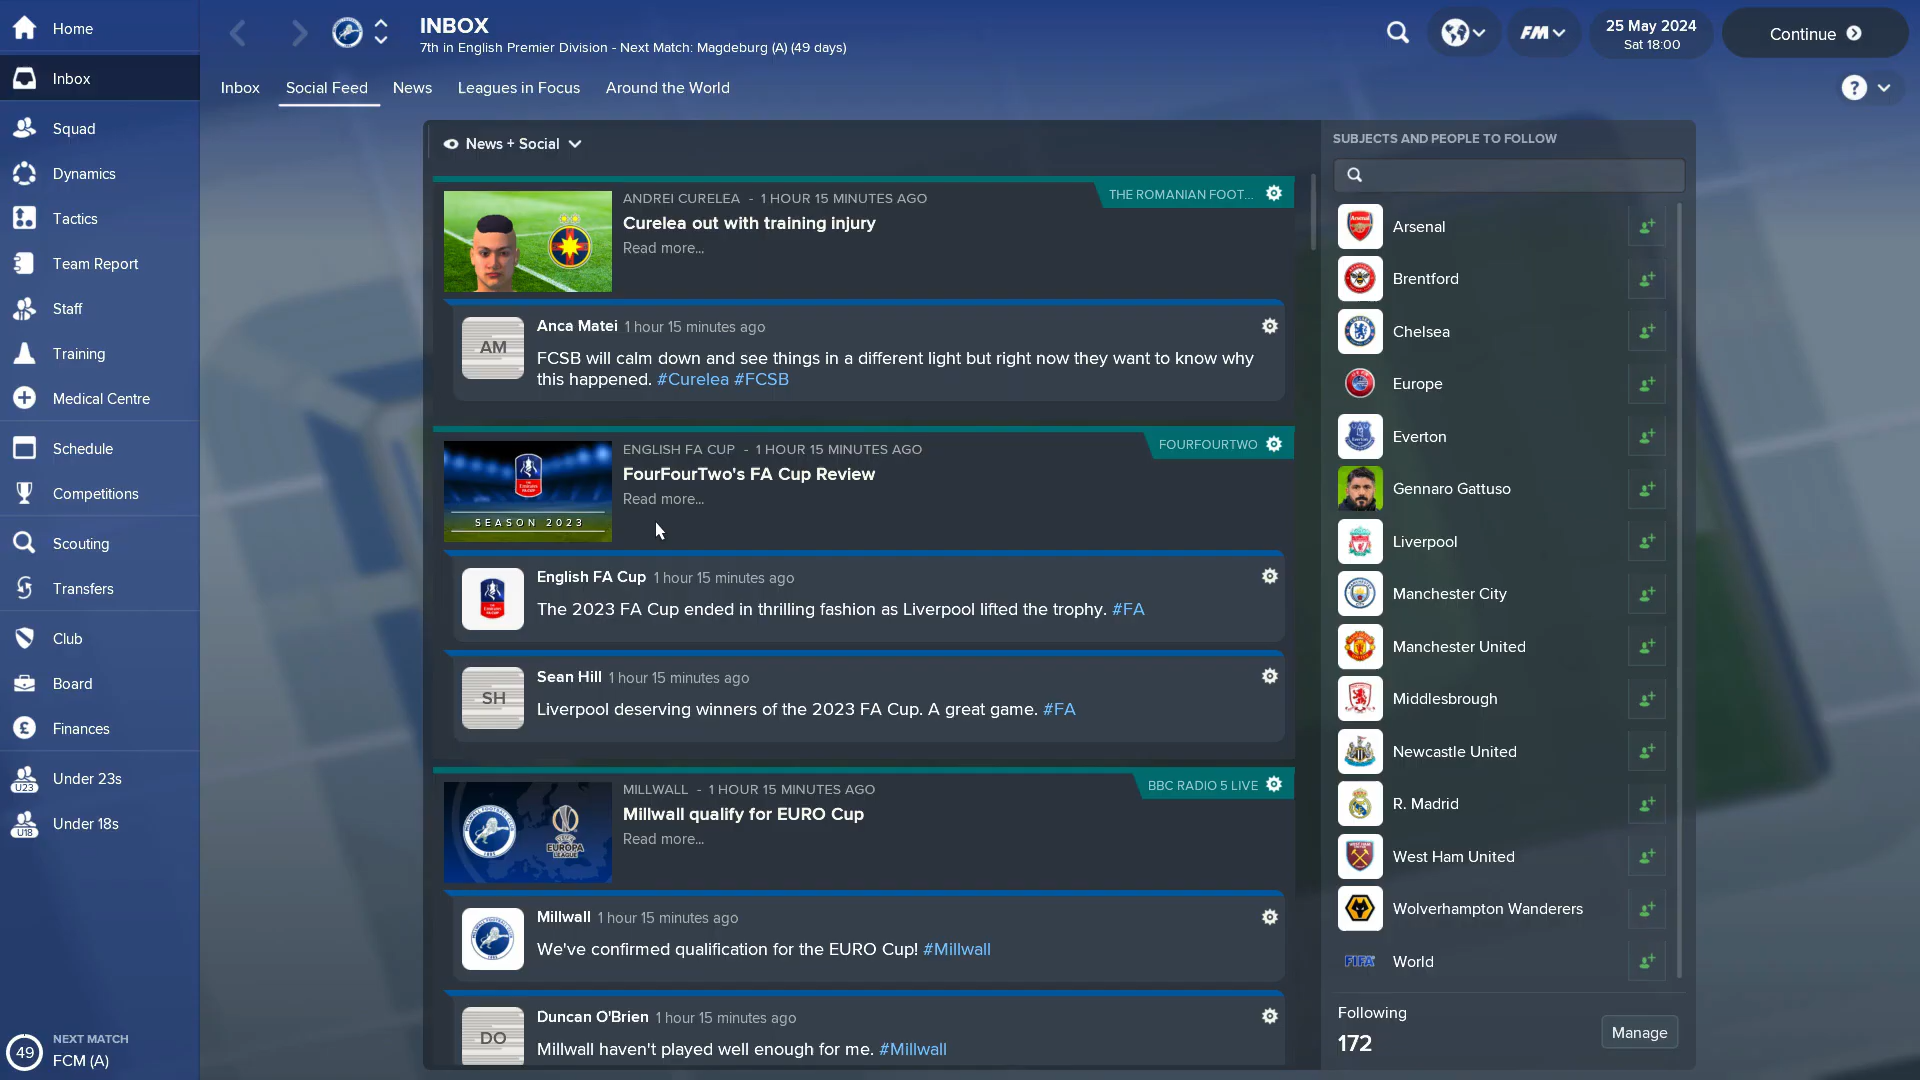 Home
Inbox
Squad
Dynamics
Tactics
Team Report
Staff
Training
Medical Centre
Schedule
Competitions
Scouting
Transfers
Club
Board
Finances
U23
Under 23s
U18
Under 18s
49
NEXT MATCH
FCM (A)
INBOX
7th in English Premier Division - Next Match: Magdeburg (A) (49 days)
FM
25 May 2024
Sat 18:00
Continue
Inbox
Social Feed
News
Leagues in Focus
Around the World
?
News + Social
ANDREI CURELEA - 1 HOUR 15 MINUTES AGO
THE ROMANIAN FOOT...
Curelea out with training injury
Read more...
AM
Anca Matei 1 hour 15 minutes ago
FCSB will calm down and see things in a different light but right now they want to know why
this happened. #Curelea #FCSB
ENGLISH FA CUP - 1 HOUR 15 MINUTES AGO
FOURFOURTWO
FourFourTwo's FA Cup Review
Read more...
SEASON 2023
English FA Cup 1 hour 15 minutes ago
The 2023 FA Cup ended in thrilling fashion as Liverpool lifted the trophy. #FA
SH
Sean Hill 1 hour 15 minutes ago
Liverpool deserving winners of the 2023 FA Cup. A great game. #FA
MILLWALL - 1 HOUR 15 MINUTES AGO
BBC RADIO 5 LIVE
Millwall qualify for EURO Cup
Read more...
EUROPA
LEAGUE
Millwall 1 hour 15 minutes ago
We've confirmed qualification for the EURO Cup! #Millwall
DO
Duncan O'Brien 1 hour 15 minutes ago
Millwall haven't played well enough for me. #Millwall
SUBJECTS AND PEOPLE TO FOLLOW
Arsenal
Brentford
Chelsea
Europe
Everton
Gennaro Gattuso
Liverpool
Manchester City
Manchester United
Middlesbrough
Newcastle United
R. Madrid
West Ham United
Wolverhampton Wanderers
FIFA
World
Following
172
Manage